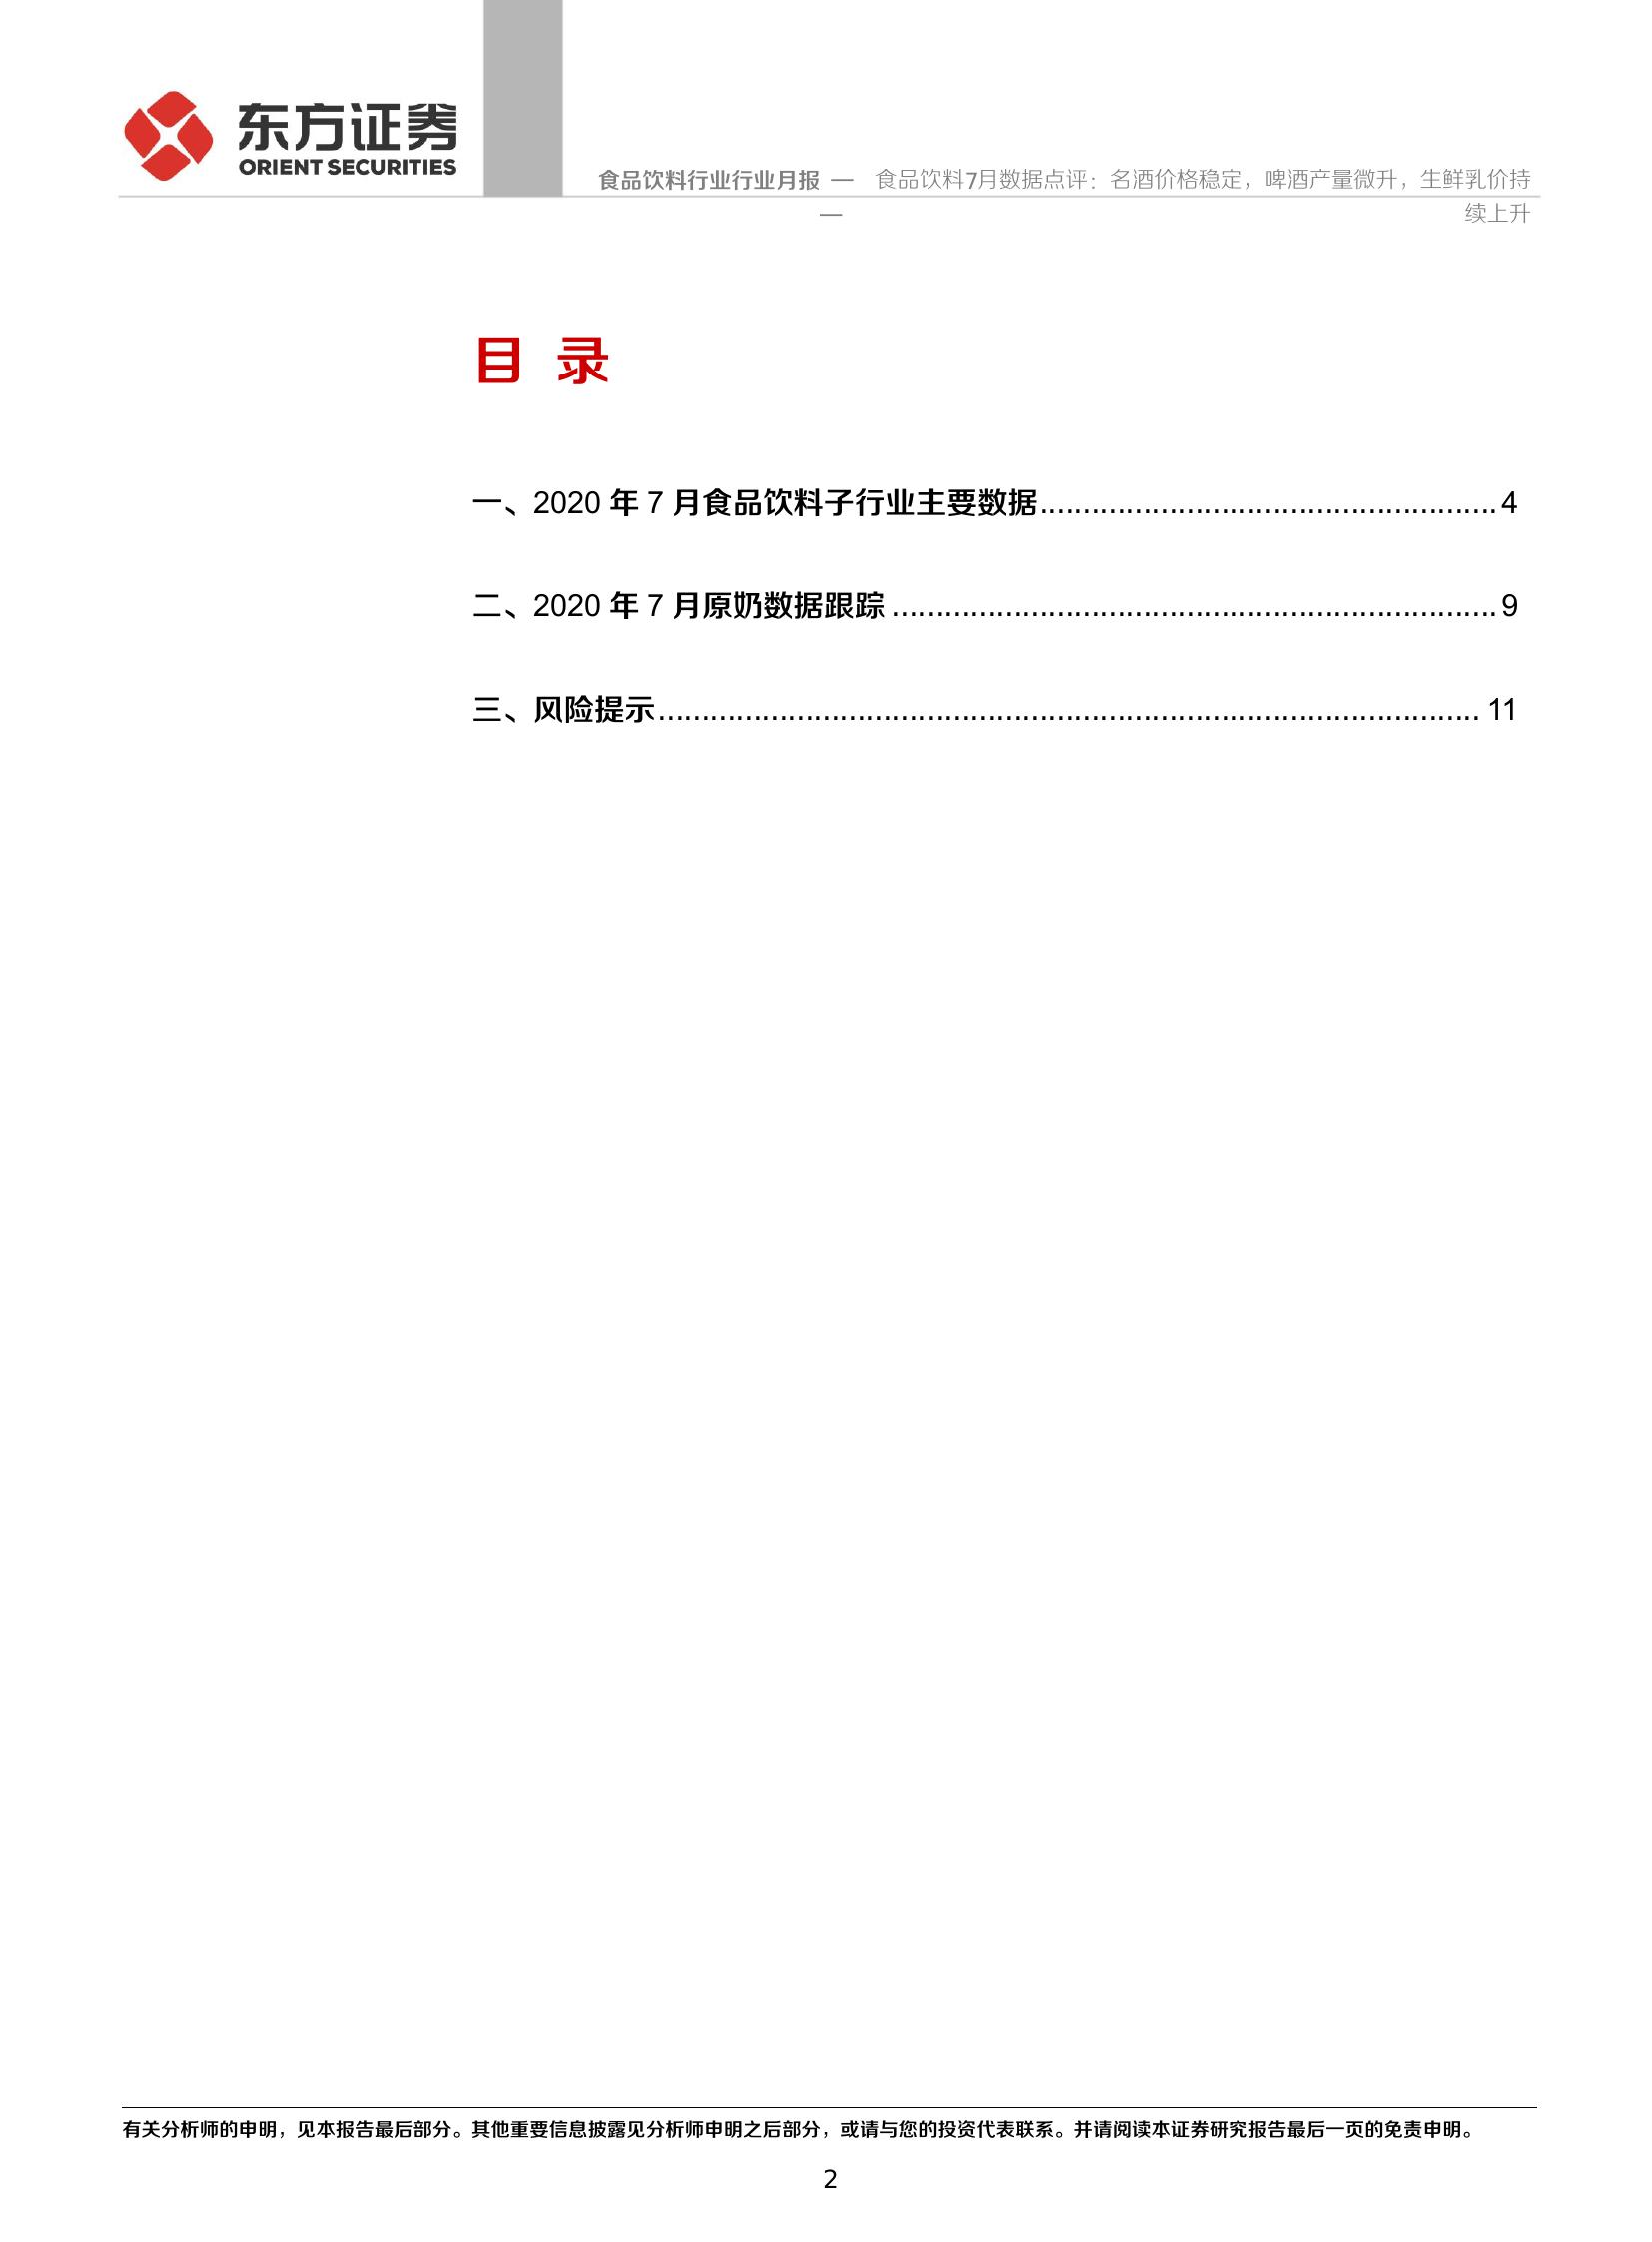 东方证券
ORIENT SECURITIES
食品饮料行业行业月报 — 食品饮料7月数据点评：名酒价格稳定，啤酒产量微升，生鲜乳价持
— 续上升
目 录
一、2020 年 7 月食品饮料子行业主要数据................................................... 4
二、2020 年 7 月原奶数据跟踪 .................................................................... 9
三、风险提示............................................................................................ 11
有关分析师的申明，见本报告最后部分。其他重要信息披露见分析师申明之后部分，或请与您的投资代表联系。并请阅读本证券研究报告最后一页的免责申明。
2